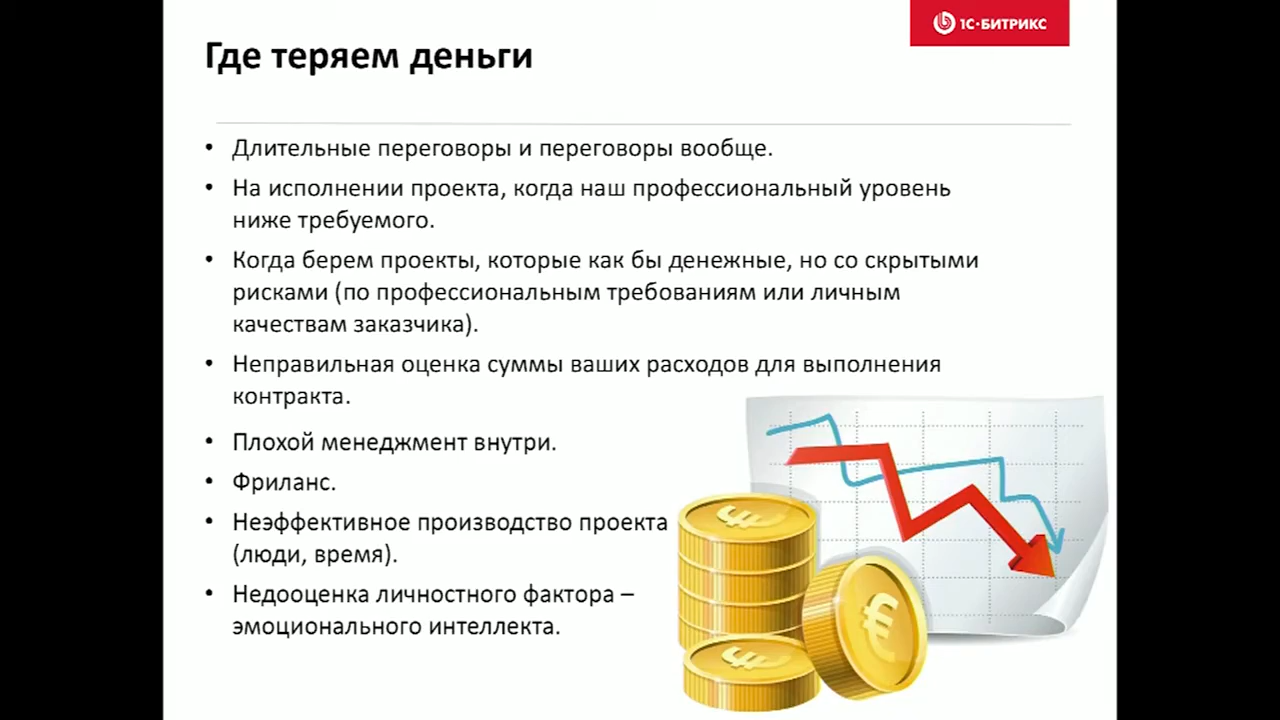 1С·БИТРИКС
Где теряем деньги
• Длительные переговоры и переговоры вообще.
• На исполнении проекта, когда наш профессиональный уровень
ниже требуемого.
• Когда берем проекты, которые как бы денежные, но со скрытыми
рисками (по профессиональным требованиям или личным
качествам заказчика).
• Неправильная оценка суммы ваших расходов для выполнения
контракта.
• Плохой менеджмент внутри.
• Фриланс.
• Неэффективное производство проекта
(люди, время).
• Недооценка личностного фактора –
эмоционального интеллекта.